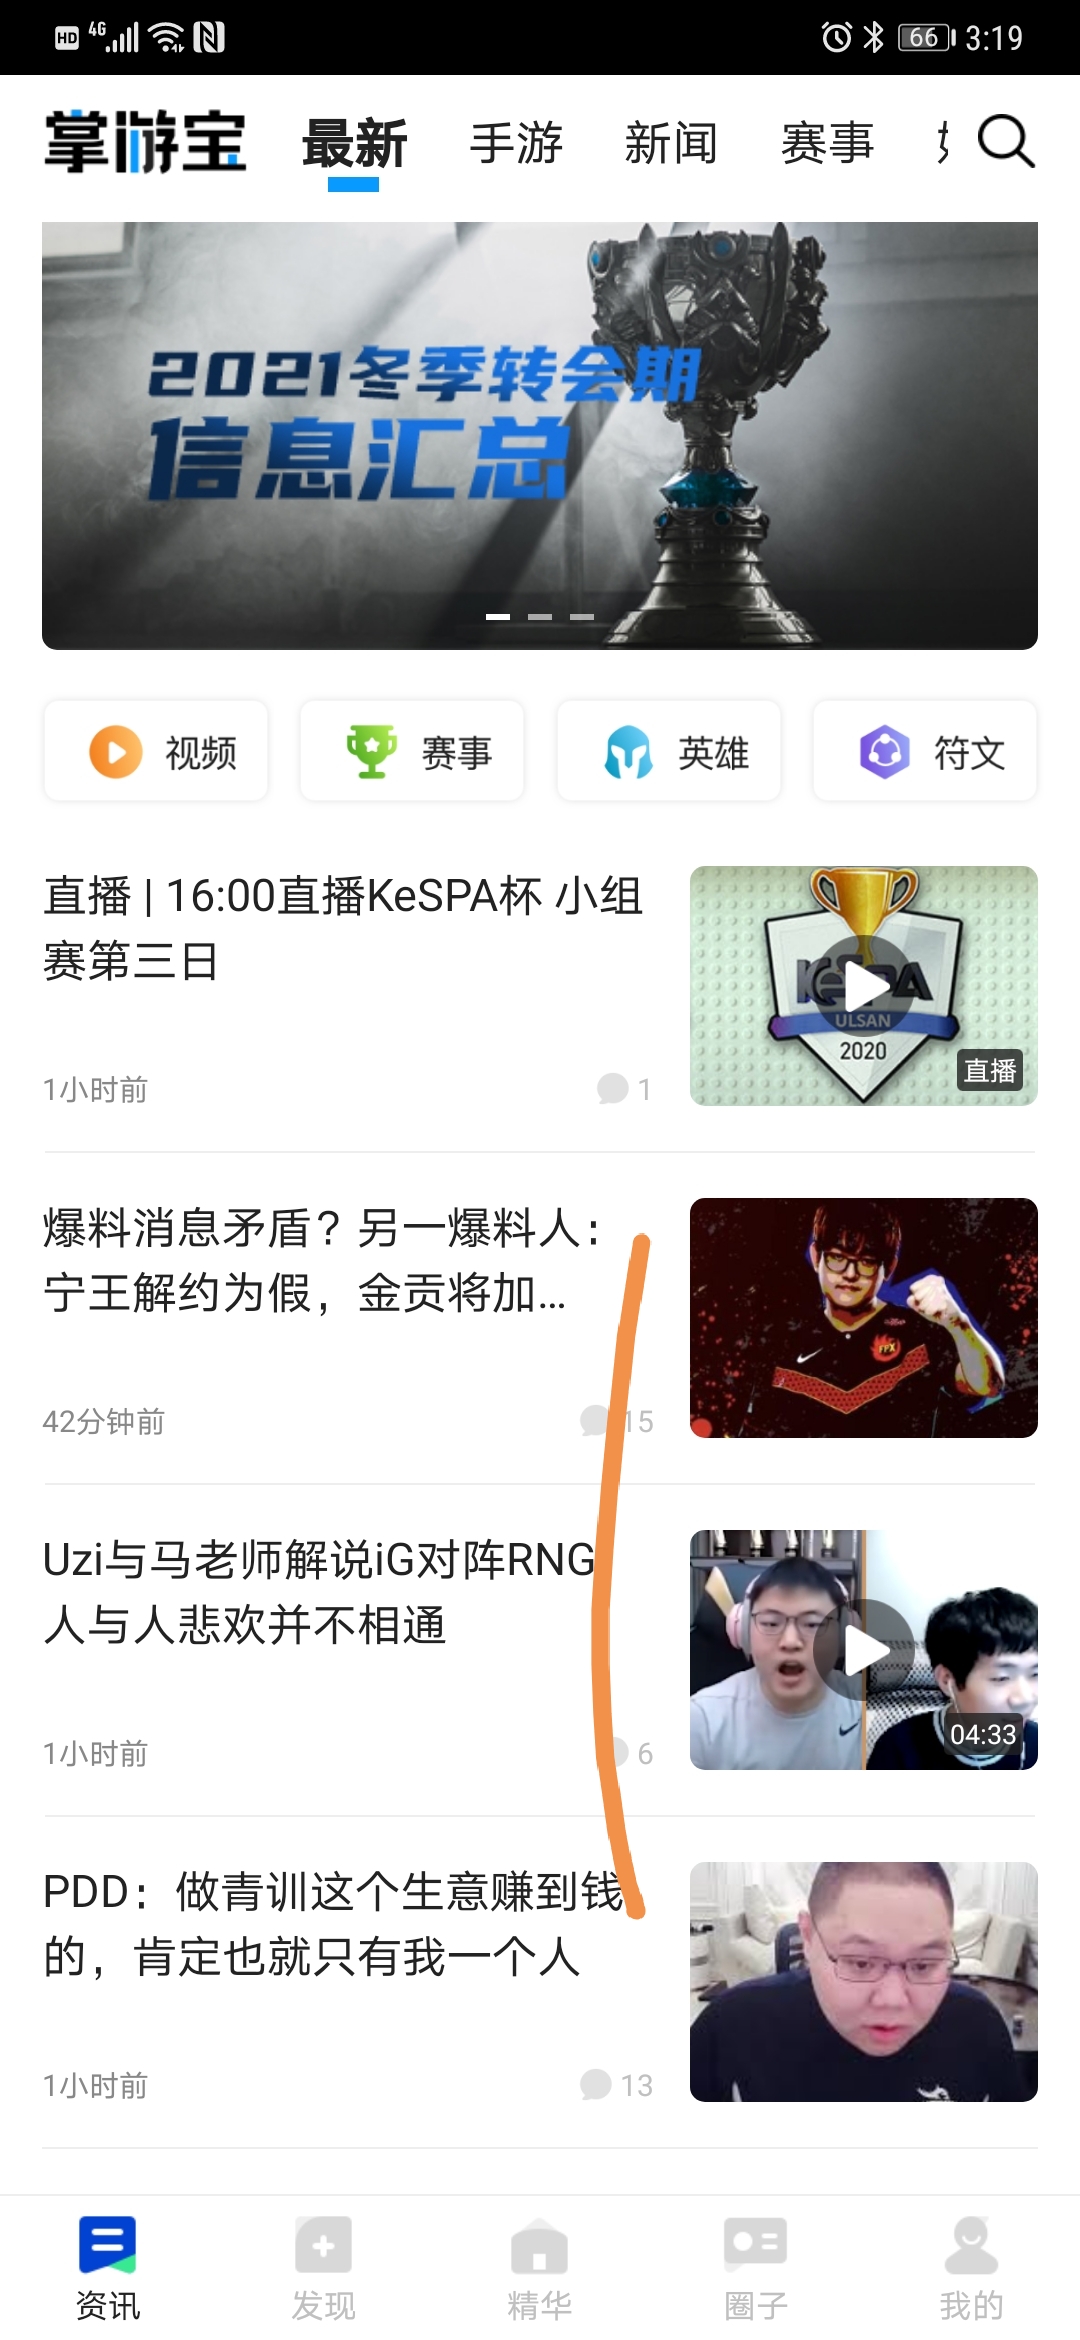 HD 4G 66 3:19
掌游宝 最新 手游 新闻 赛事
2021冬季转会期
信息汇总
视频 赛事 英雄 符文
直播 | 16:00直播KeSPA杯 小组
赛第三日
1小时前 1
KeSPA
ULSAN
2020
直播
爆料消息矛盾？另一爆料人：
宁王解约为假，金贡将加...
42分钟前 15
FPX
Uzi与马老师解说iG对阵RNG
人与人悲欢并不相通
1小时前 6
04:33
PDD：做青训这个生意赚到钱
的，肯定也就只有我一个人
1小时前 13
资讯 发现 精华 圈子 我的